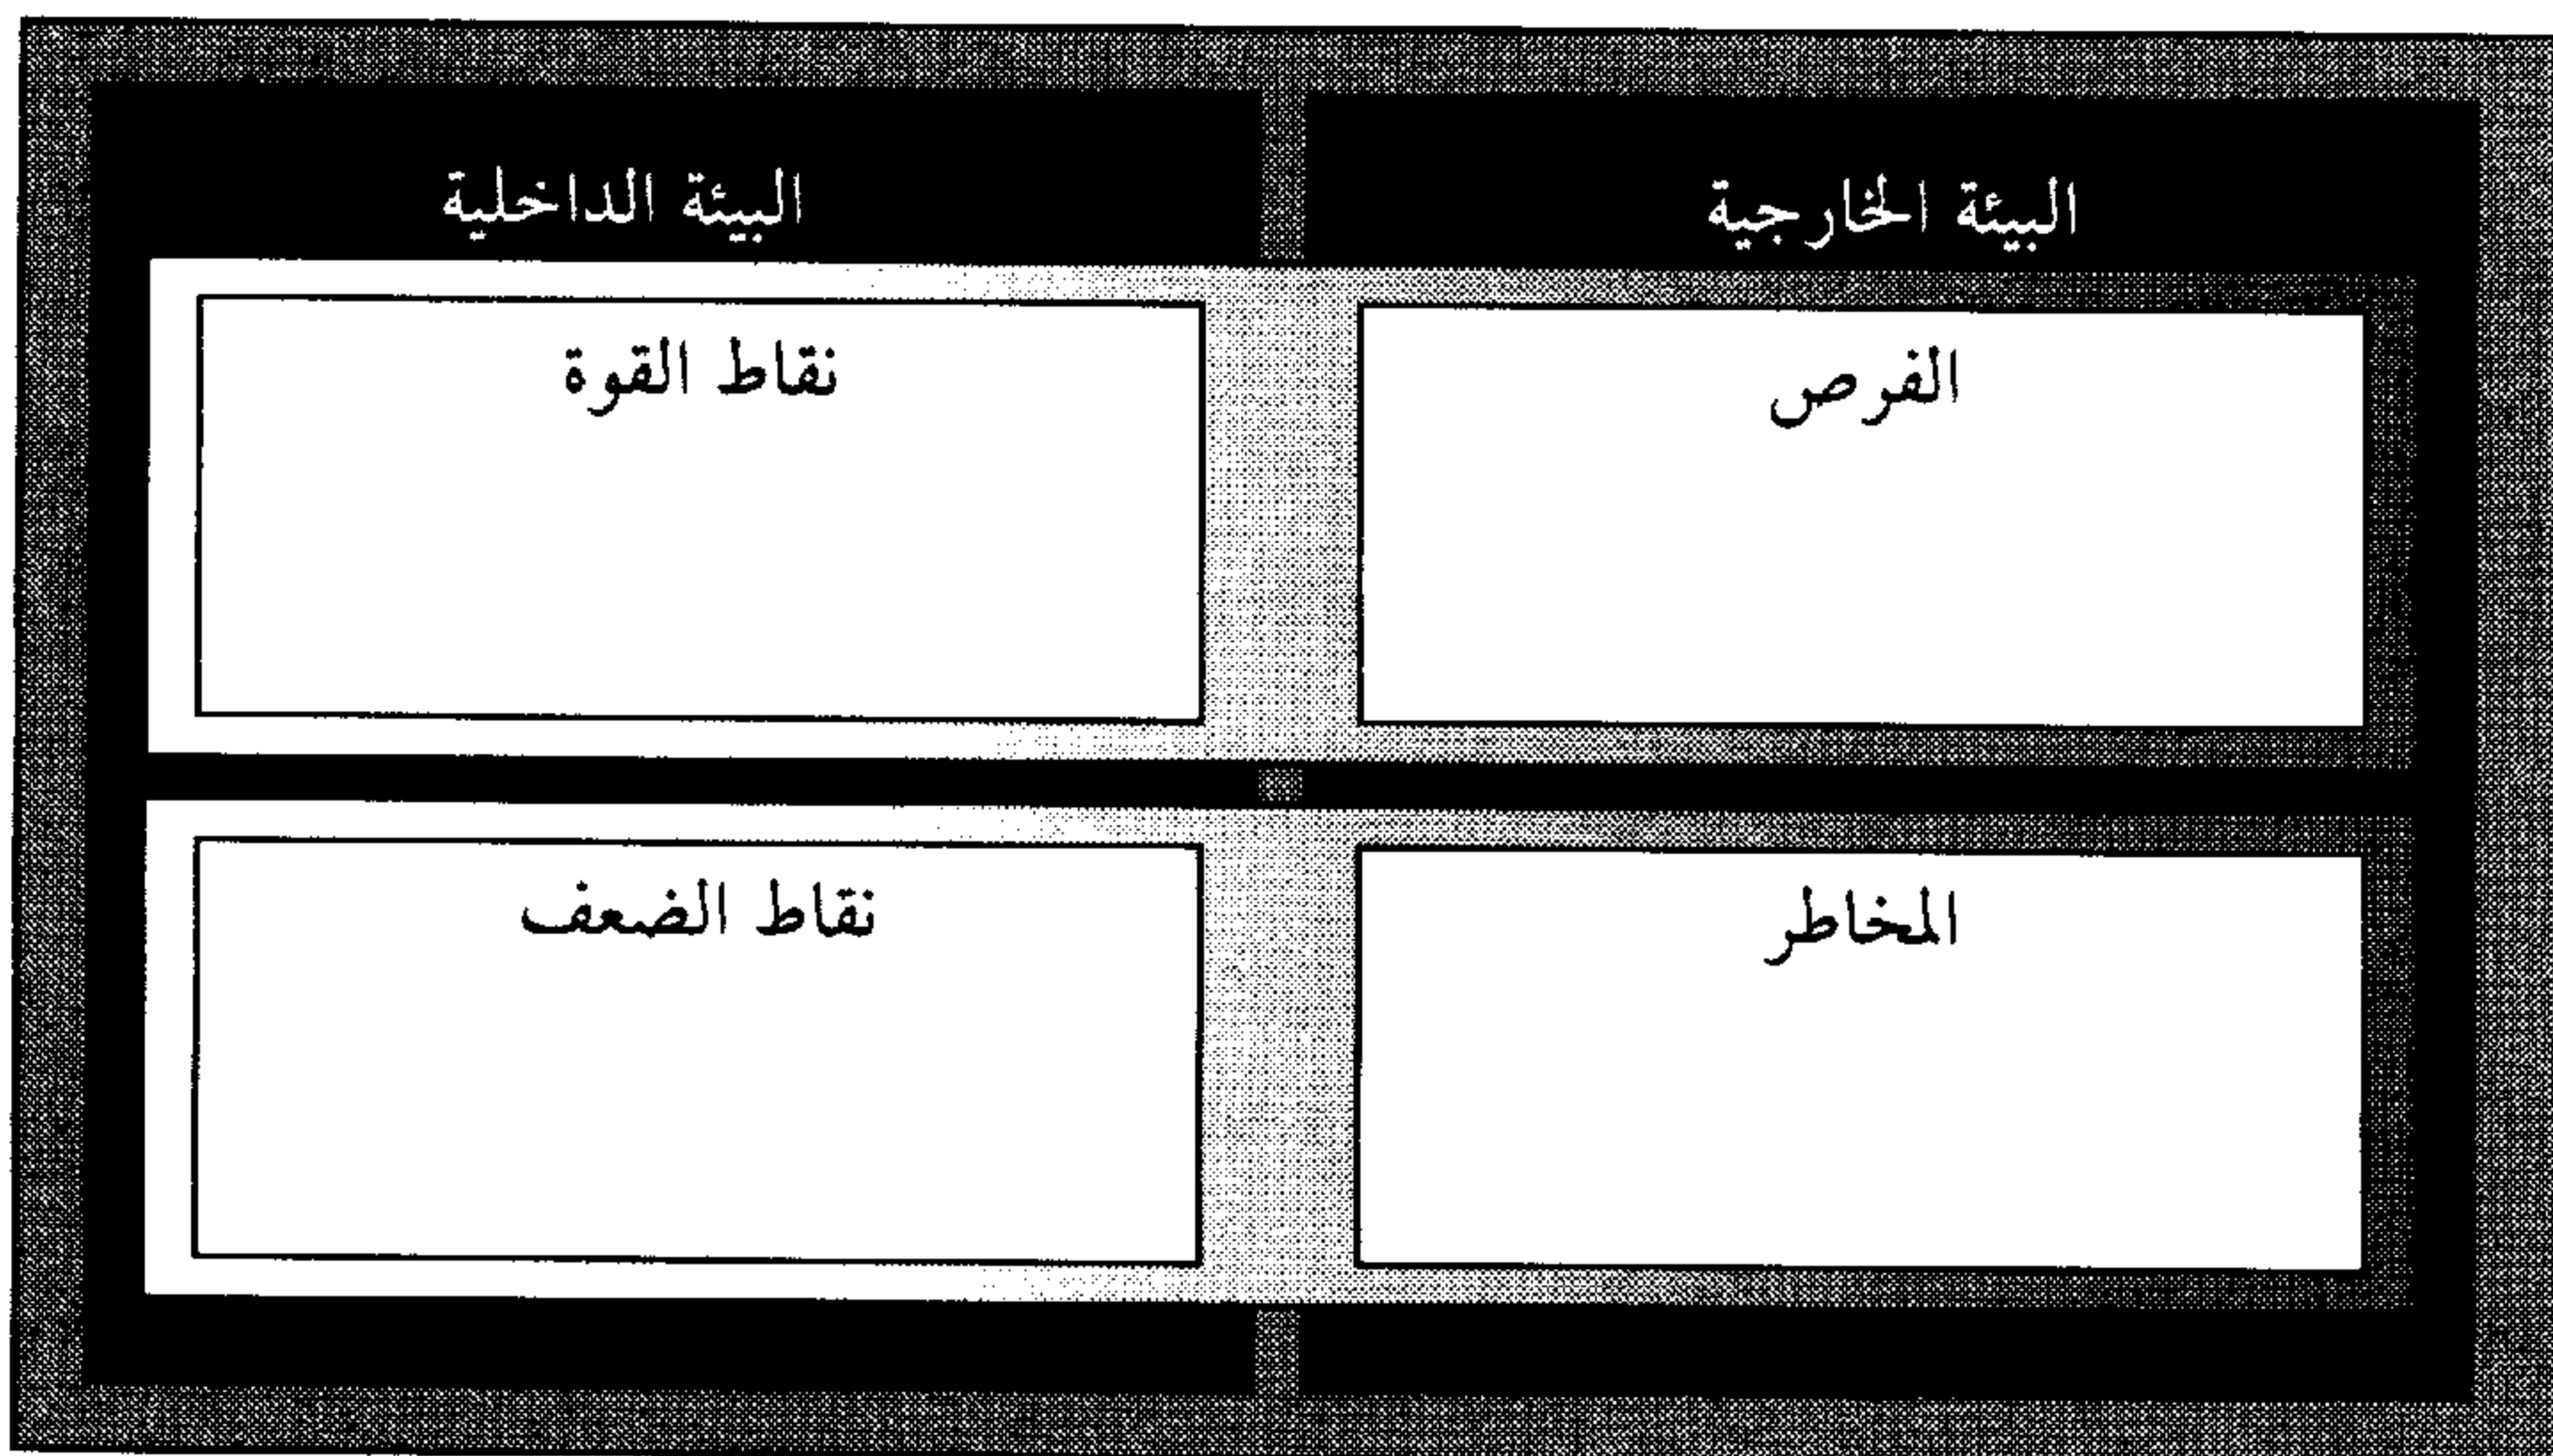 البيئة الخارجية
البيئة الداخلية
الفرص
نقاط القوة
المخاطر
نقاط الضعف